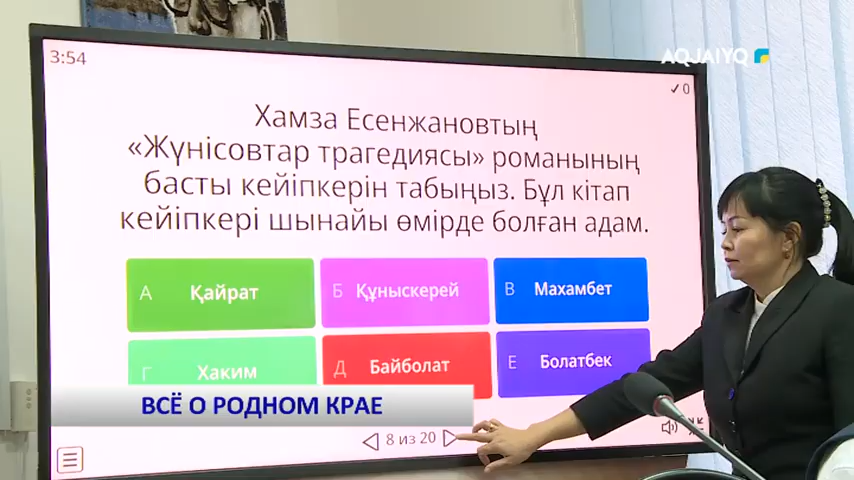 3:54
AQJAIYQ
✓0
Хамза Есенжановтың
«Жүнісовтар трагедиясы» романының
басты кейіпкерін табыңыз. Бұл кітап
кейіпкері шынайы өмірде болған адам.
А Қайрат
Б Құныскерей
В Махамбет
Г Хаким
Д Байболат
Е Болатбек
ВСЁ О РОДНОМ КРАЕ
8 из 20